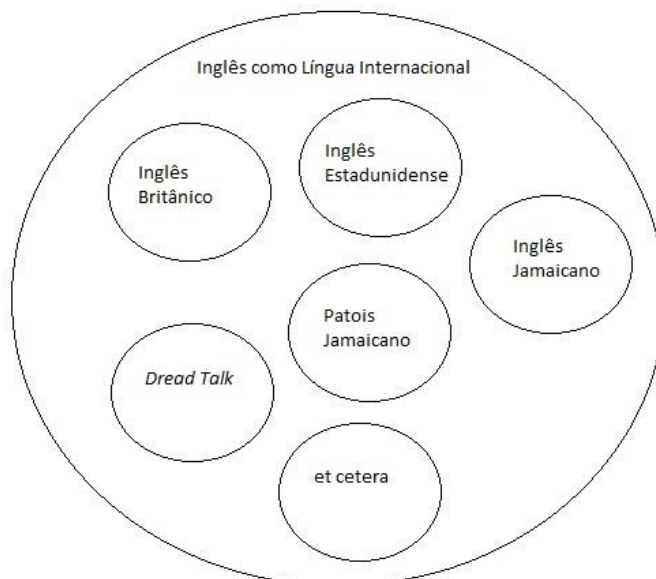 Inglês como Língua Internacional
Inglês
Britânico
Inglês
Estadunidense
Inglês
Jamaicano
Patois
Jamaicano
Dread Talk
et cetera